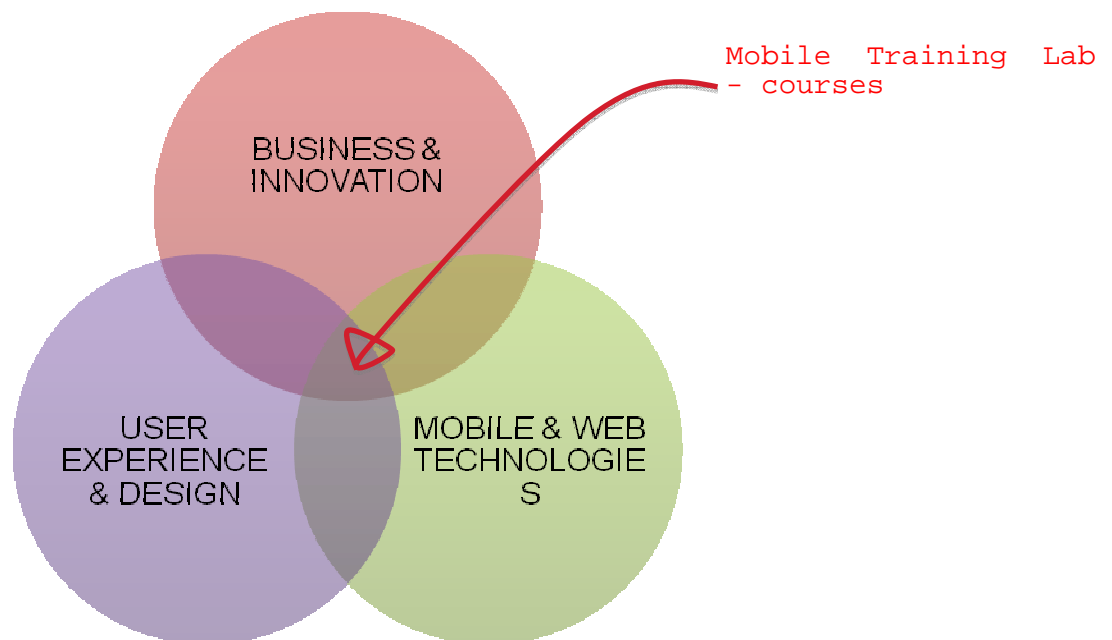 Mobile Training Lab
- courses
BUSINESS &
INNOVATION
USER
EXPERIENCE
& DESIGN
MOBILE & WEB
TECHNOLOGIE
S